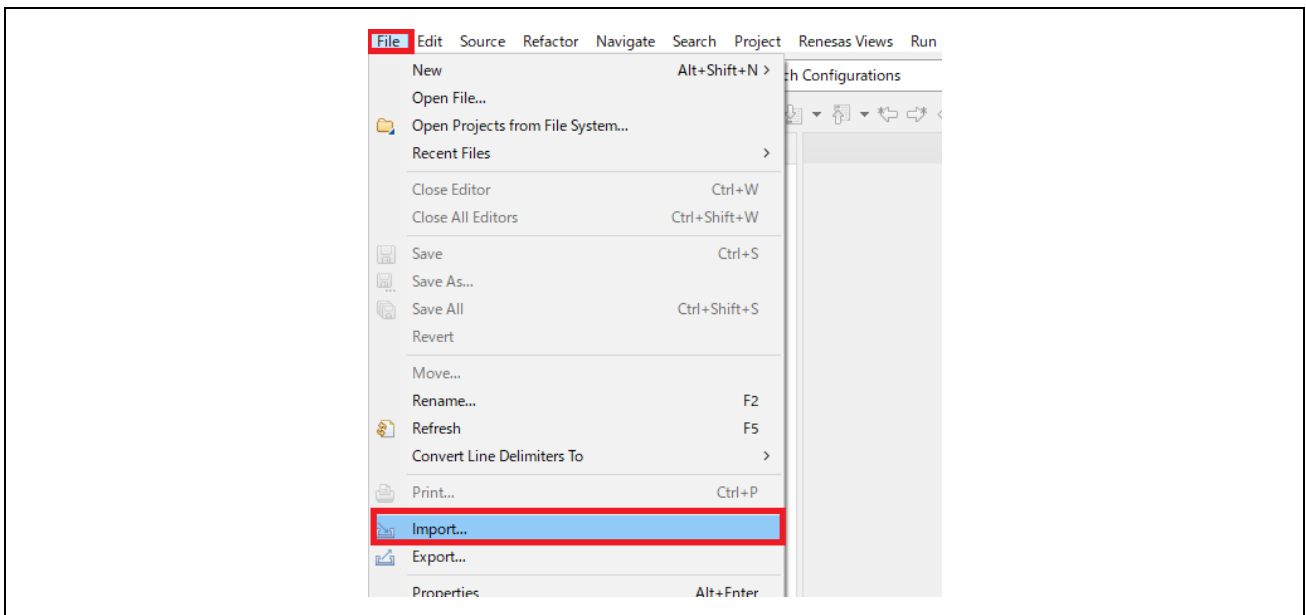 File Edit Source Refactor Navigate Search Project Renesas Views Run
New Alt+Shift+N >
h Configurations
Open File...
Open Projects from File System...
Recent Files >
Close Editor Ctrl+W
Close All Editors Ctrl+Shift+W
Save Ctrl+S
Save As...
Save All Ctrl+Shift+S
Revert
Move...
Rename... F2
Refresh F5
Convert Line Delimiters To >
Print... Ctrl+P
Import...
Export...
Properties Alt+Enter